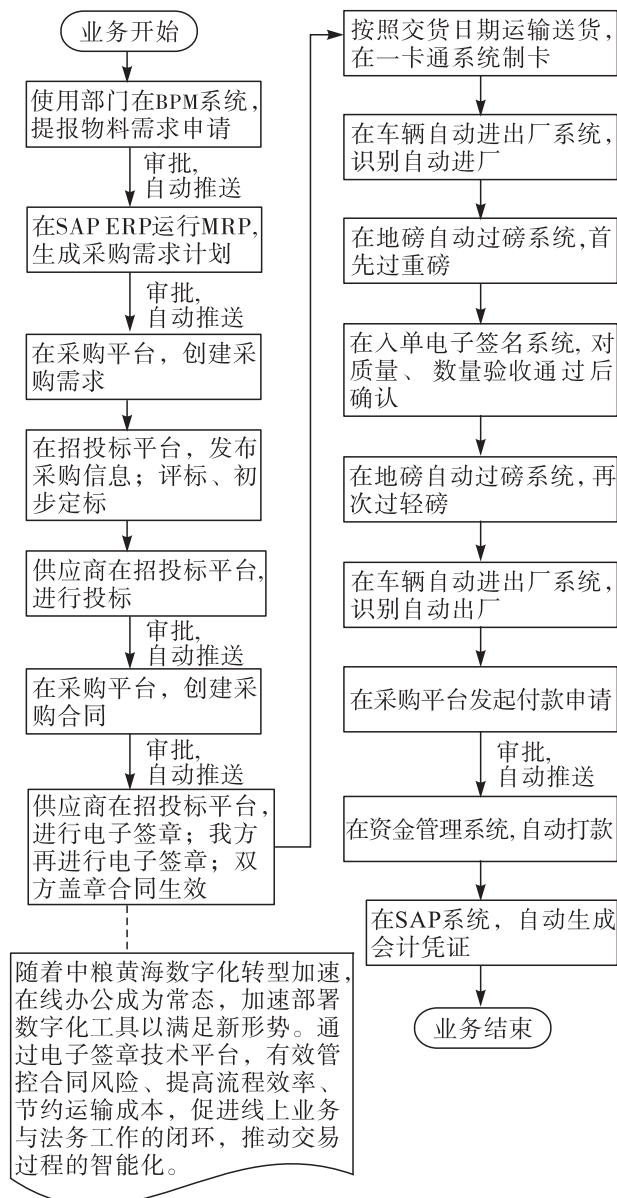 业务开始
使用部门在BPM系统,
提报物料需求申请
审批,
自动推送
在SAP ERP运行MRP,
生成采购需求计划
审批,
自动推送
在采购平台，创建采
购需求
在招投标平台，发布
采购信息；评标、初
步定标
供应商在招投标平台,
进行投标
审批,
自动推送
在采购平台，创建采
购合同
审批,
自动推送
供应商在招投标平台,
进行电子签章；我方
再进行电子签章；双
方盖章合同生效
随着中粮黄海数字化转型加速,
在线办公成为常态，加速部署
数字化工具以满足新形势。通
过电子签章技术平台，有效管
控合同风险、提高流程效率、
节约运输成本，促进线上业务
与法务工作的闭环，推动交易
过程的智能化。
按照交货日期运输送货,
在一卡通系统制卡
在车辆自动进出厂系统,
识别自动进厂
在地磅自动过磅系统,首
先过重磅
在入单电子签名系统,对
质量、数量验收通过后
确认
在地磅自动过磅系统,再
次过轻磅
在车辆自动进出厂系统,
识别自动出厂
在采购平台发起付款申请
审批,
自动推送
在资金管理系统,自动打款
在SAP系统，自动生成
会计凭证
业务结束